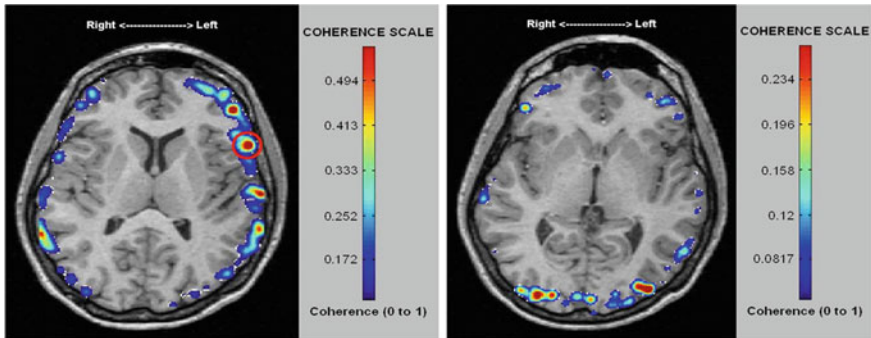 Right <----------------> Left
COHERENCE SCALE
0.494
0.413
0.333
0.252
0.172
Coherence (0 to 1)
Right <----------------> Left
COHERENCE SCALE
0.234
0.196
0.158
0.12
0.0817
Coherence (0 to 1)